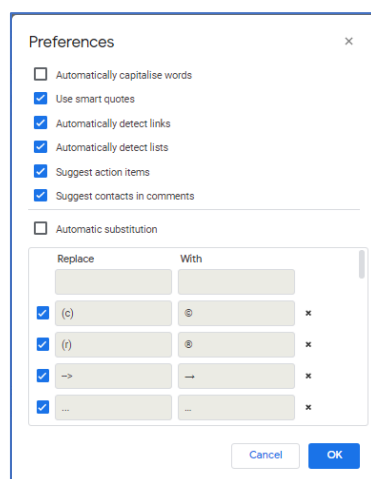 Preferences ×
Automatically capitalise words
Use smart quotes
Automatically detect links
Automatically detect lists
Suggest action items
Suggest contacts in comments
Automatic substitution
Replace With
(c) © ×
(r) ® ×
--> → ×
... … ×
Cancel OK